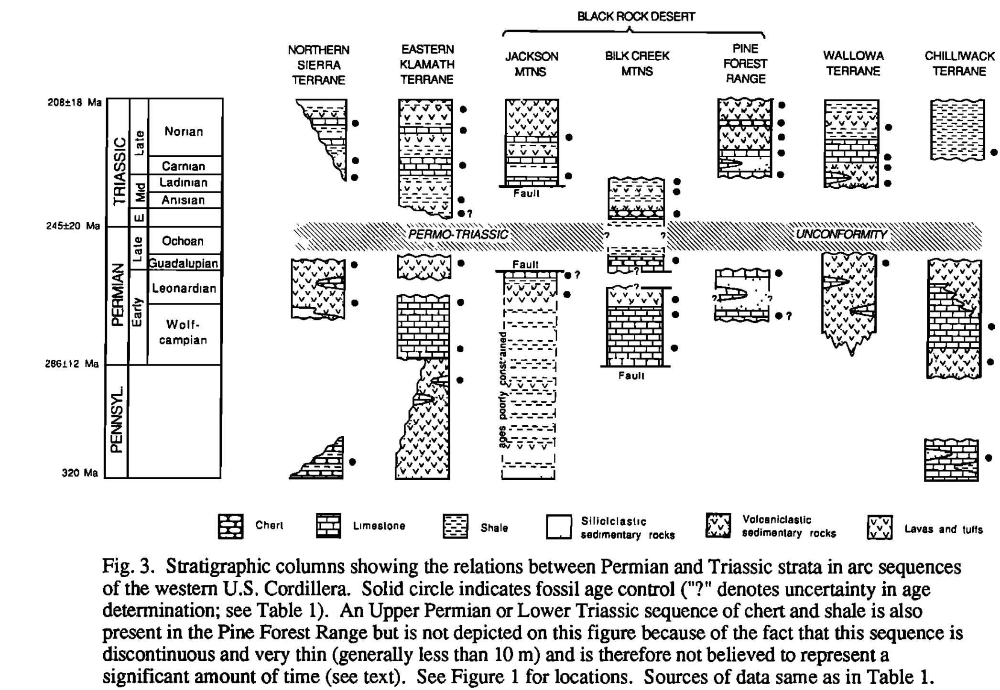 BLACK ROCK DESERT
NORTHERN
SIERRA
TERRANE
EASTERN
KLAMATH
TERRANE
JACKSON
MTNS
BILK CREEK
MTNS
PINE
FOREST
RANGE
WALLOWA
TERRANE
CHILLIWACK
TERRANE
208±18 Ma
245±20 Ma
286±12 Ma
320 Ma
TRIASSIC
PERMIAN
PENNSYL.
Late
Mid
E
Late
Early
Norian
Carnian
Ladinian
Anisian
Ochoan
Guadalupian
Leonardian
Wolf-
campian
Fault
?
PERMO-TRIASSIC
? ?
UNCONFORMITY
Fault
?
?
?
? ?
?
ages poorly constrained
Fault
Chert
Limestone
Shale
Siliciclastic
sedimentary rocks
Volcaniclastic
sedimentary rocks
Lavas and tuffs
Fig. 3. Stratigraphic columns showing the relations between Permian and Triassic strata in arc sequences
of the western U.S. Cordillera. Solid circle indicates fossil age control ("?" denotes uncertainty in age
determination; see Table 1). An Upper Permian or Lower Triassic sequence of chert and shale is also
present in the Pine Forest Range but is not depicted on this figure because of the fact that this sequence is
discontinuous and very thin (generally less than 10 m) and is therefore not believed to represent a
significant amount of time (see text). See Figure 1 for locations. Sources of data same as in Table 1.